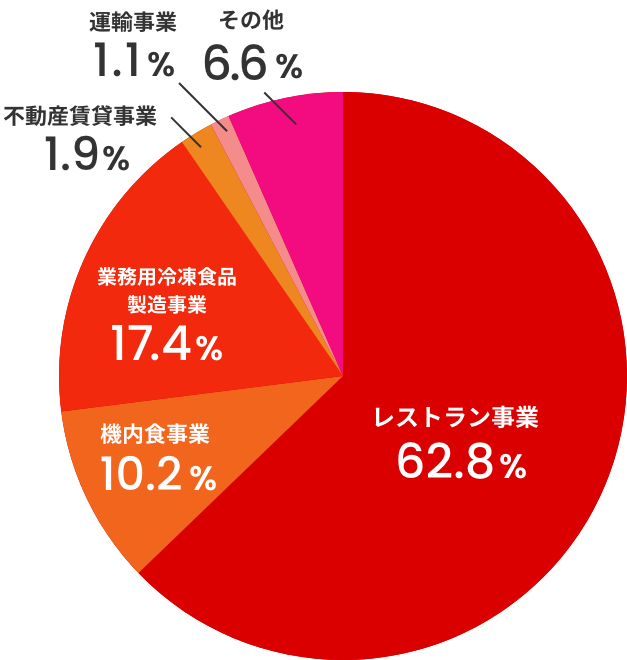 運輸事業
1.1%
その他
6.6%
不動産賃貸事業
1.9%
業務用冷凍食品
製造事業
17.4%
機内食事業
10.2%
レストラン事業
62.8%